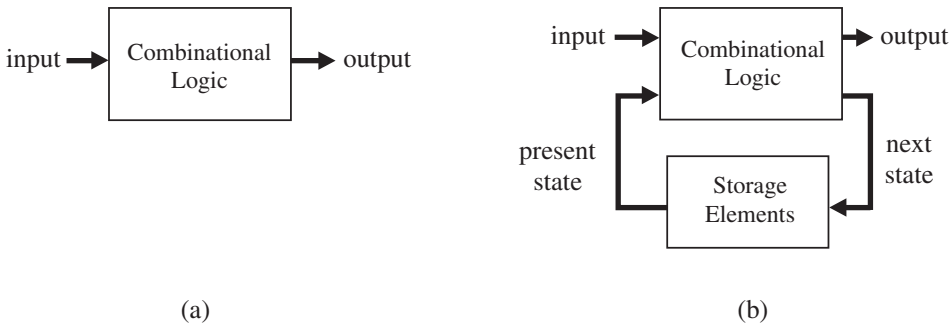 input
Combinational
Logic
output
(a)
input
Combinational
Logic
output
present
state
next
state
Storage
Elements
(b)